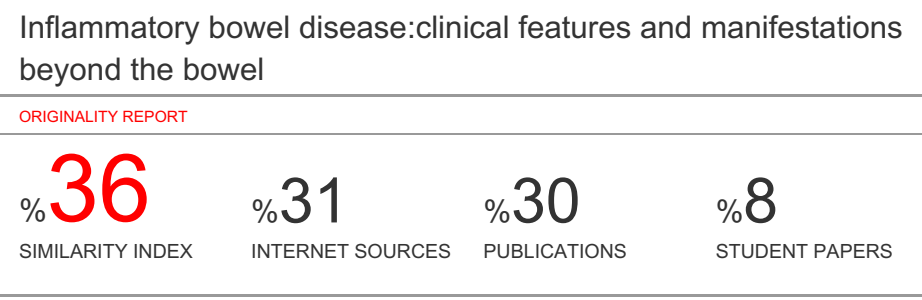 Inflammatory bowel disease:clinical features and manifestations
beyond the bowel
ORIGINALITY REPORT
%36 %31 %30 %8
SIMILARITY INDEX INTERNET SOURCES PUBLICATIONS STUDENT PAPERS